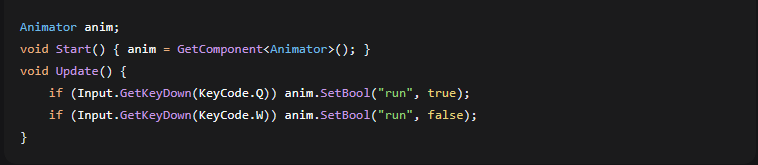 Animator anim;
void Start() { anim = GetComponent<Animator>(); }
void Update() {
    if (Input.GetKeyDown(KeyCode.Q)) anim.SetBool("run", true);
    if (Input.GetKeyDown(KeyCode.W)) anim.SetBool("run", false);
}